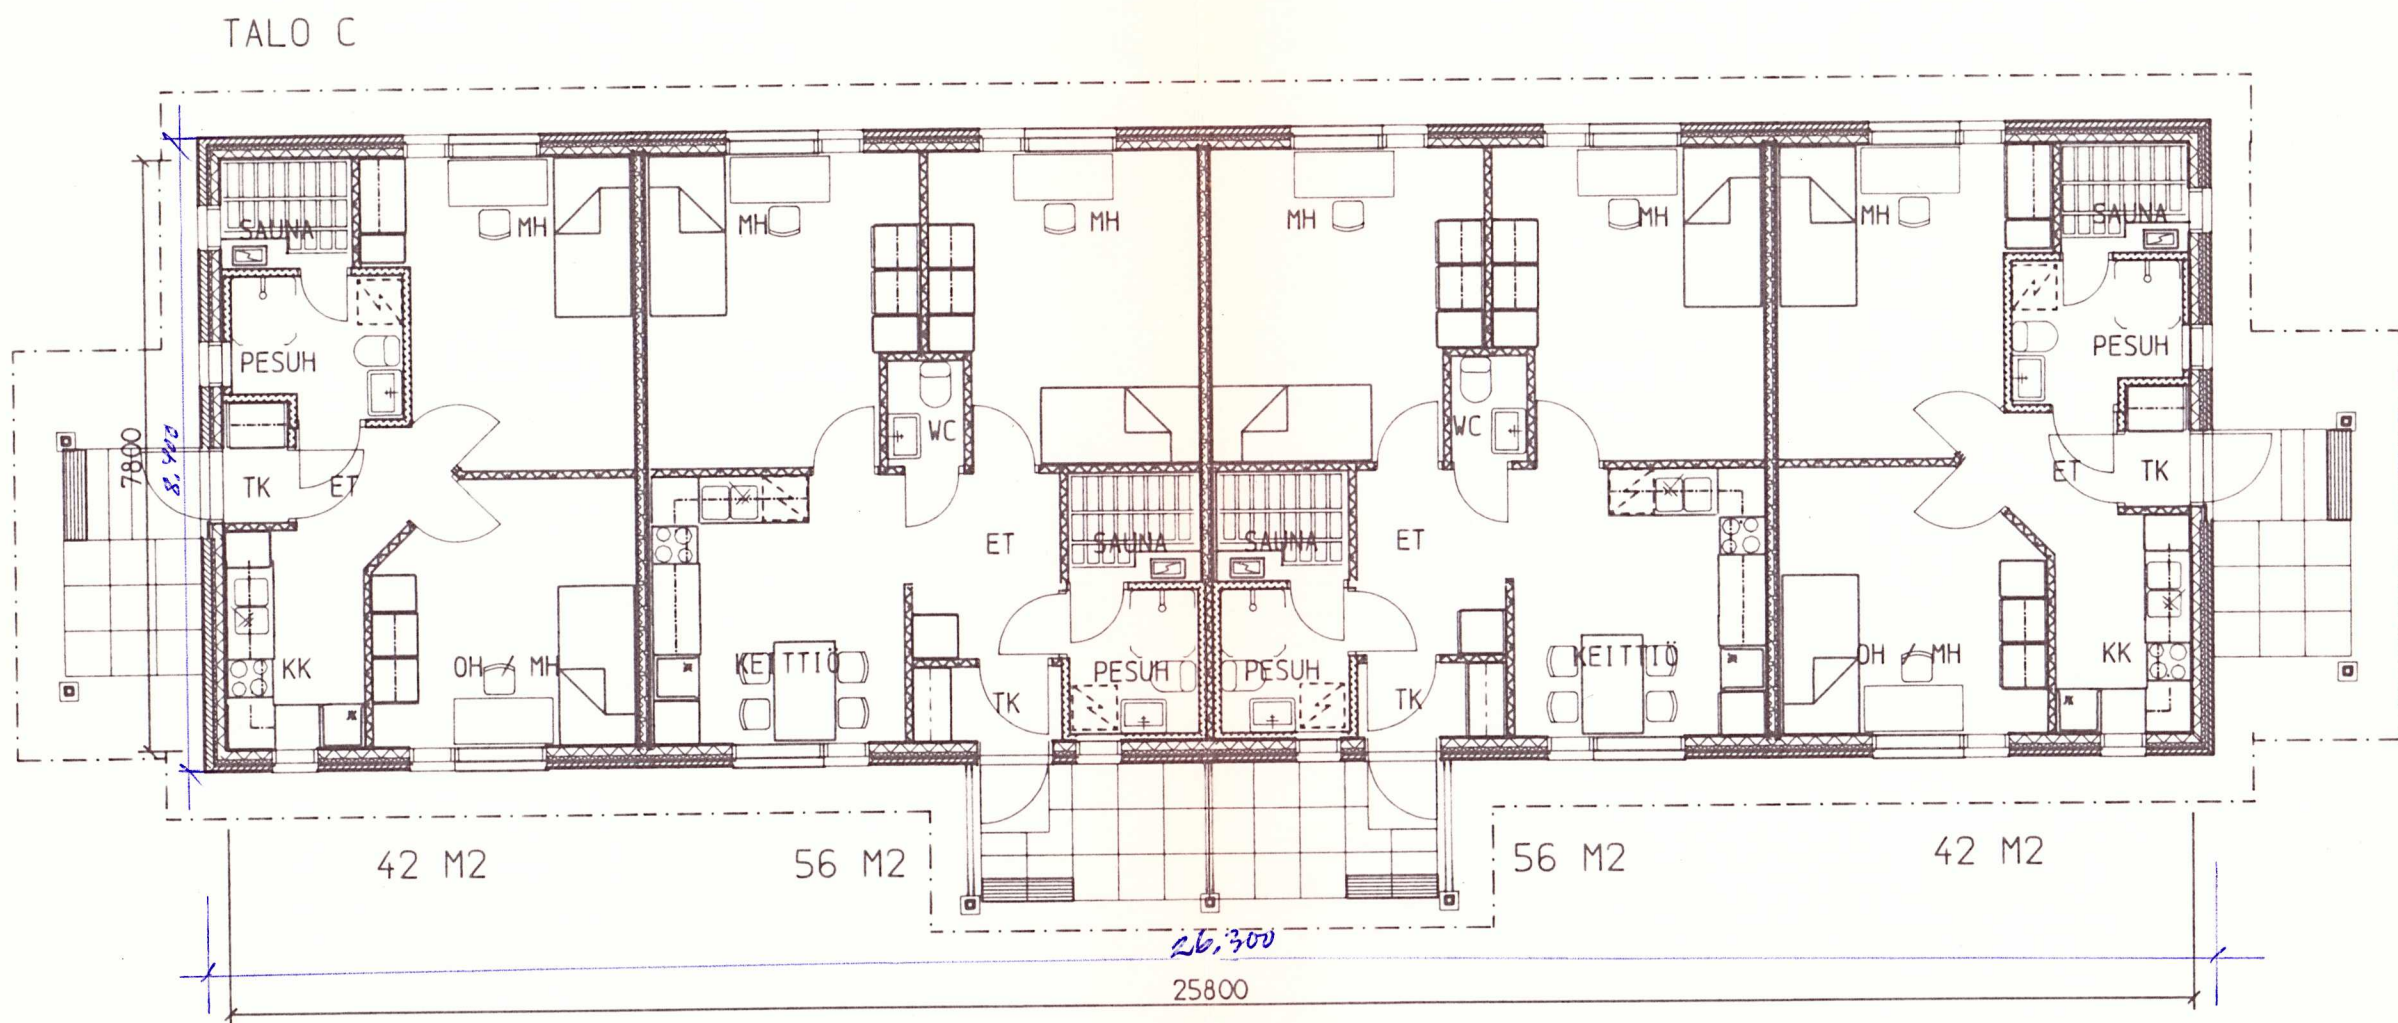 TALO C
MH MH MH MH MH MH
SAUNA SAUNA
PESUH PESUH
WC WC
7800
8,400
TK ET ET TK
ET ET
SAUNA SAUNA
KK OH / MH KEITTIÖ PESUH PESUH KEITTIÖ OH / MH KK
TK TK
42 M2 56 M2 56 M2 42 M2
26,300
25800